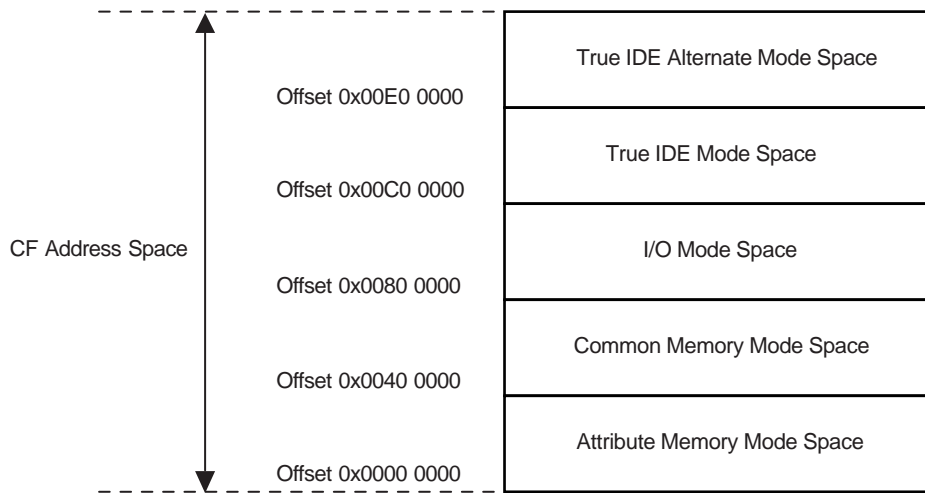 True IDE Alternate Mode Space
Offset 0x00E0 0000
True IDE Mode Space
Offset 0x00C0 0000
CF Address Space
I/O Mode Space
Offset 0x0080 0000
Common Memory Mode Space
Offset 0x0040 0000
Attribute Memory Mode Space
Offset 0x0000 0000